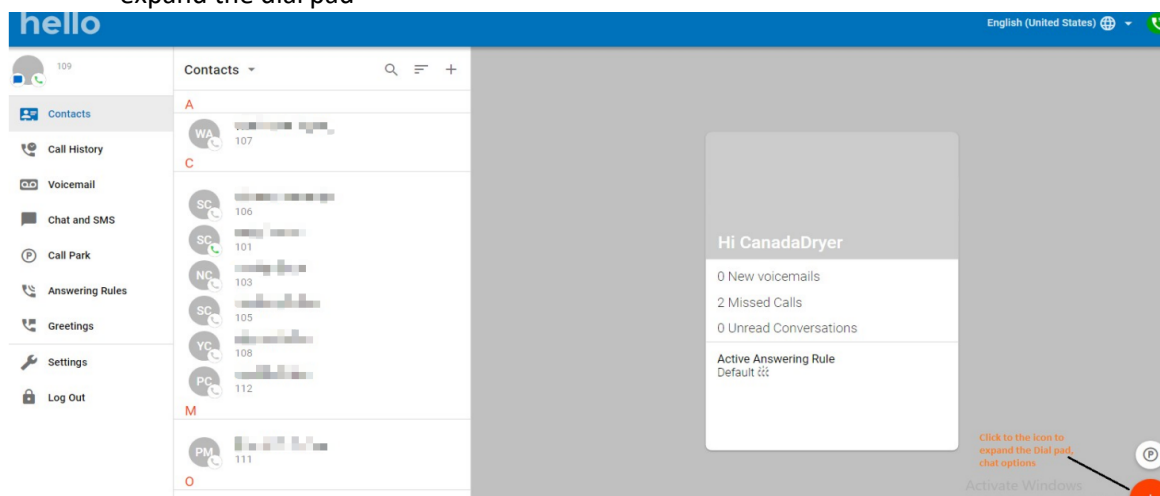 expand the dial pad
hello
English (United States)
109
Contacts
Call History
Voicemail
Chat and SMS
P
Call Park
Answering Rules
Greetings
Settings
Log Out
Contacts
A
WA
107
C
SC
106
SC
101
NC
103
SC
105
YC
108
PC
112
M
PM
111
O
Hi CanadaDryer
0 New voicemails
2 Missed Calls
0 Unread Conversations
Active Answering Rule
Default
Click to the icon to
expand the Dial pad,
chat options
P
Activate Windows